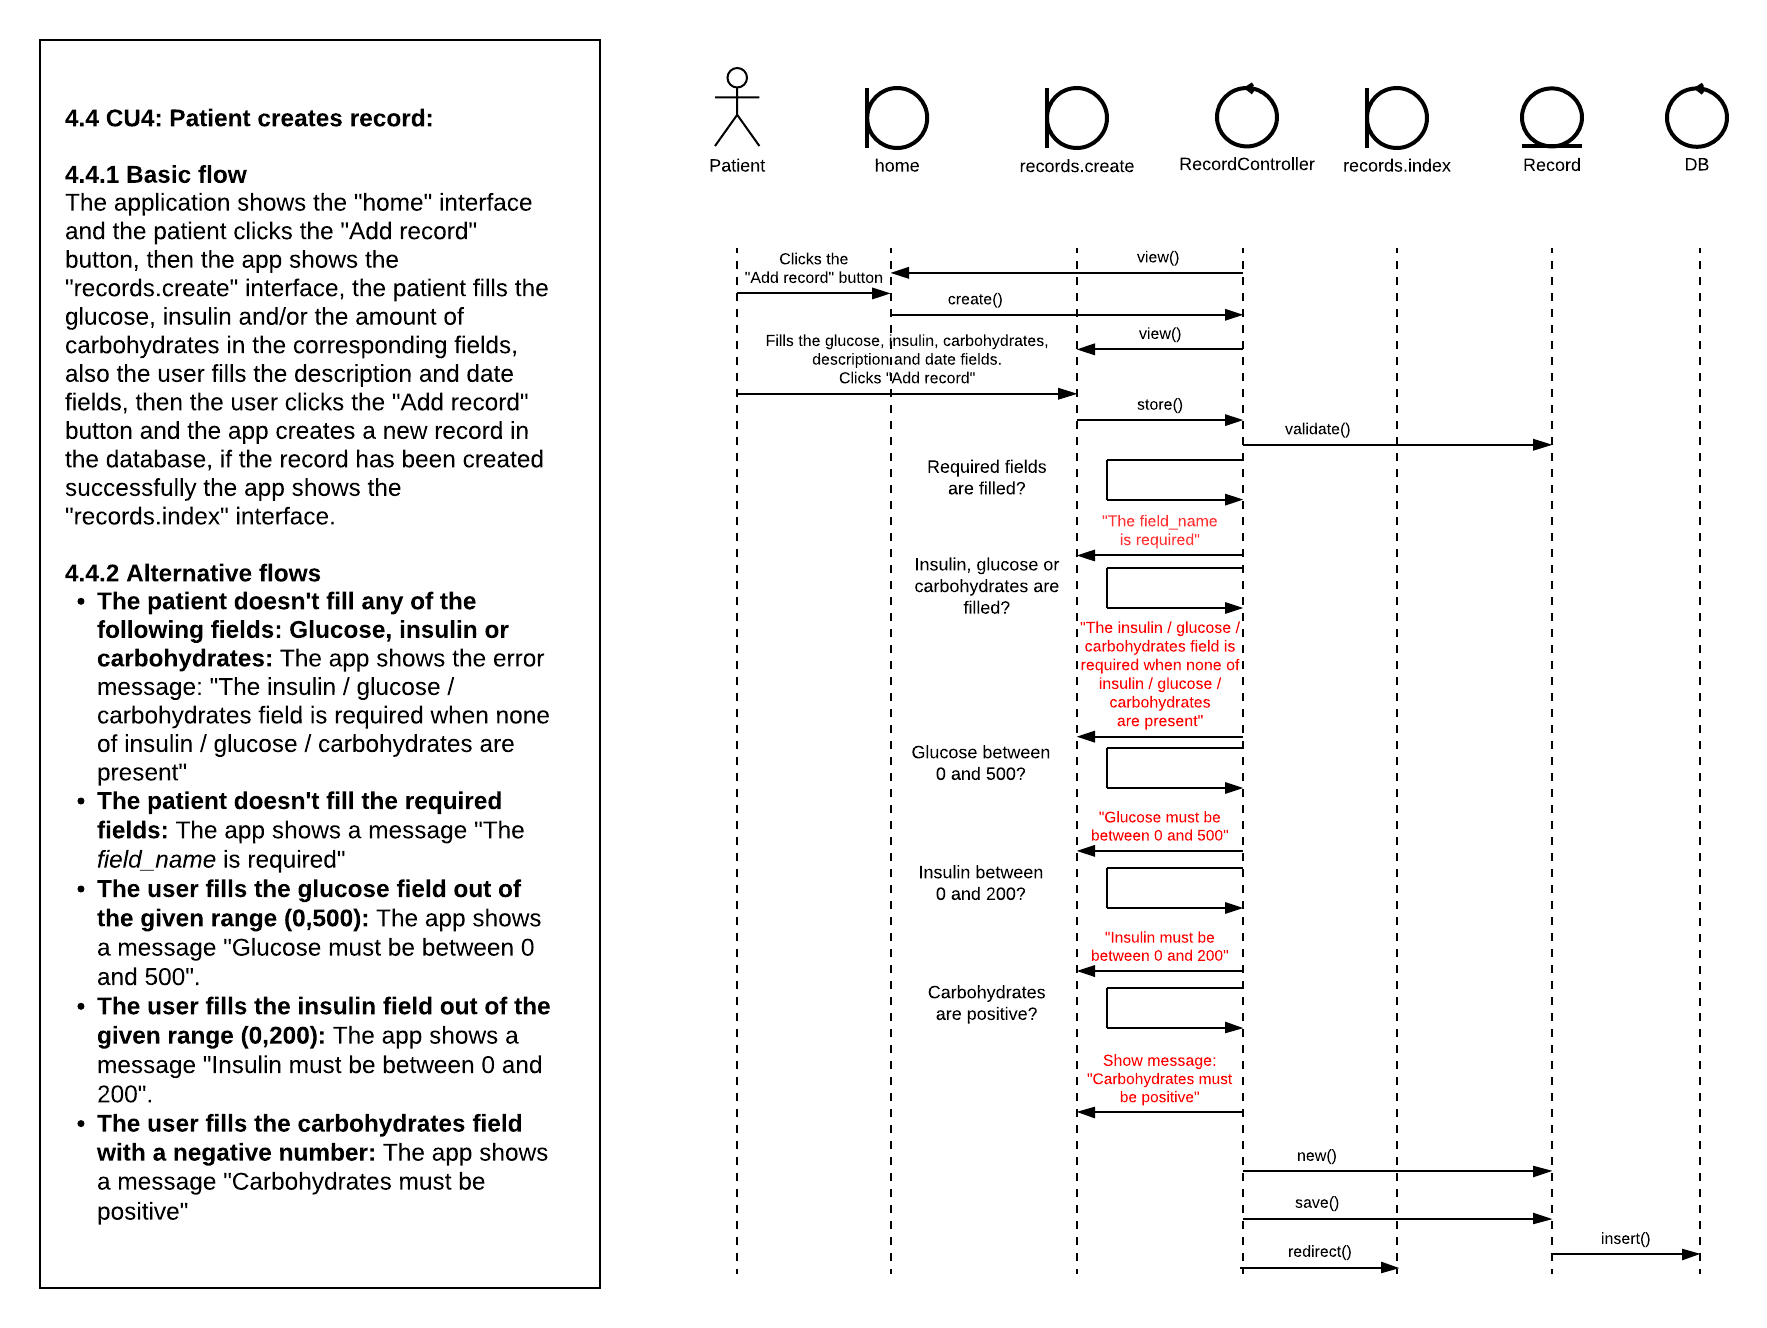 4.4 CU4: Patient creates record:
4.4.1 Basic flow
The application shows the "home" interface
and the patient clicks the "Add record"
button, then the app shows the
"records.create" interface, the patient fills the
glucose, insulin and/or the amount of
carbohydrates in the corresponding fields,
also the user fills the description and date
fields, then the user clicks the "Add record"
button and the app creates a new record in
the database, if the record has been created
successfully the app shows the
"records.index" interface.
4.4.2 Alternative flows
• The patient doesn't fill any of the
following fields: Glucose, insulin or
carbohydrates: The app shows the error
message: "The insulin / glucose /
carbohydrates field is required when none
of insulin / glucose / carbohydrates are
present"
• The patient doesn't fill the required
fields: The app shows a message "The
field_name is required"
• The user fills the glucose field out of
the given range (0,500): The app shows
a message "Glucose must be between 0
and 500".
• The user fills the insulin field out of the
given range (0,200): The app shows a
message "Insulin must be between 0 and
200".
• The user fills the carbohydrates field
with a negative number: The app shows
a message "Carbohydrates must be
positive"
Patient
home
records.create
RecordController
records.index
Record
DB
view()
Clicks the
"Add record" button
create()
view()
Fills the glucose, insulin, carbohydrates,
description and date fields.
Clicks "Add record"
store()
validate()
Required fields
are filled?
"The field_name
is required"
Insulin, glucose or
carbohydrates are
filled?
"The insulin / glucose /
carbohydrates field is
required when none of
insulin / glucose /
carbohydrates
are present"
Glucose between
0 and 500?
"Glucose must be
between 0 and 500"
Insulin between
0 and 200?
"Insulin must be
between 0 and 200"
Carbohydrates
are positive?
Show message:
"Carbohydrates must
be positive"
new()
save()
insert()
redirect()